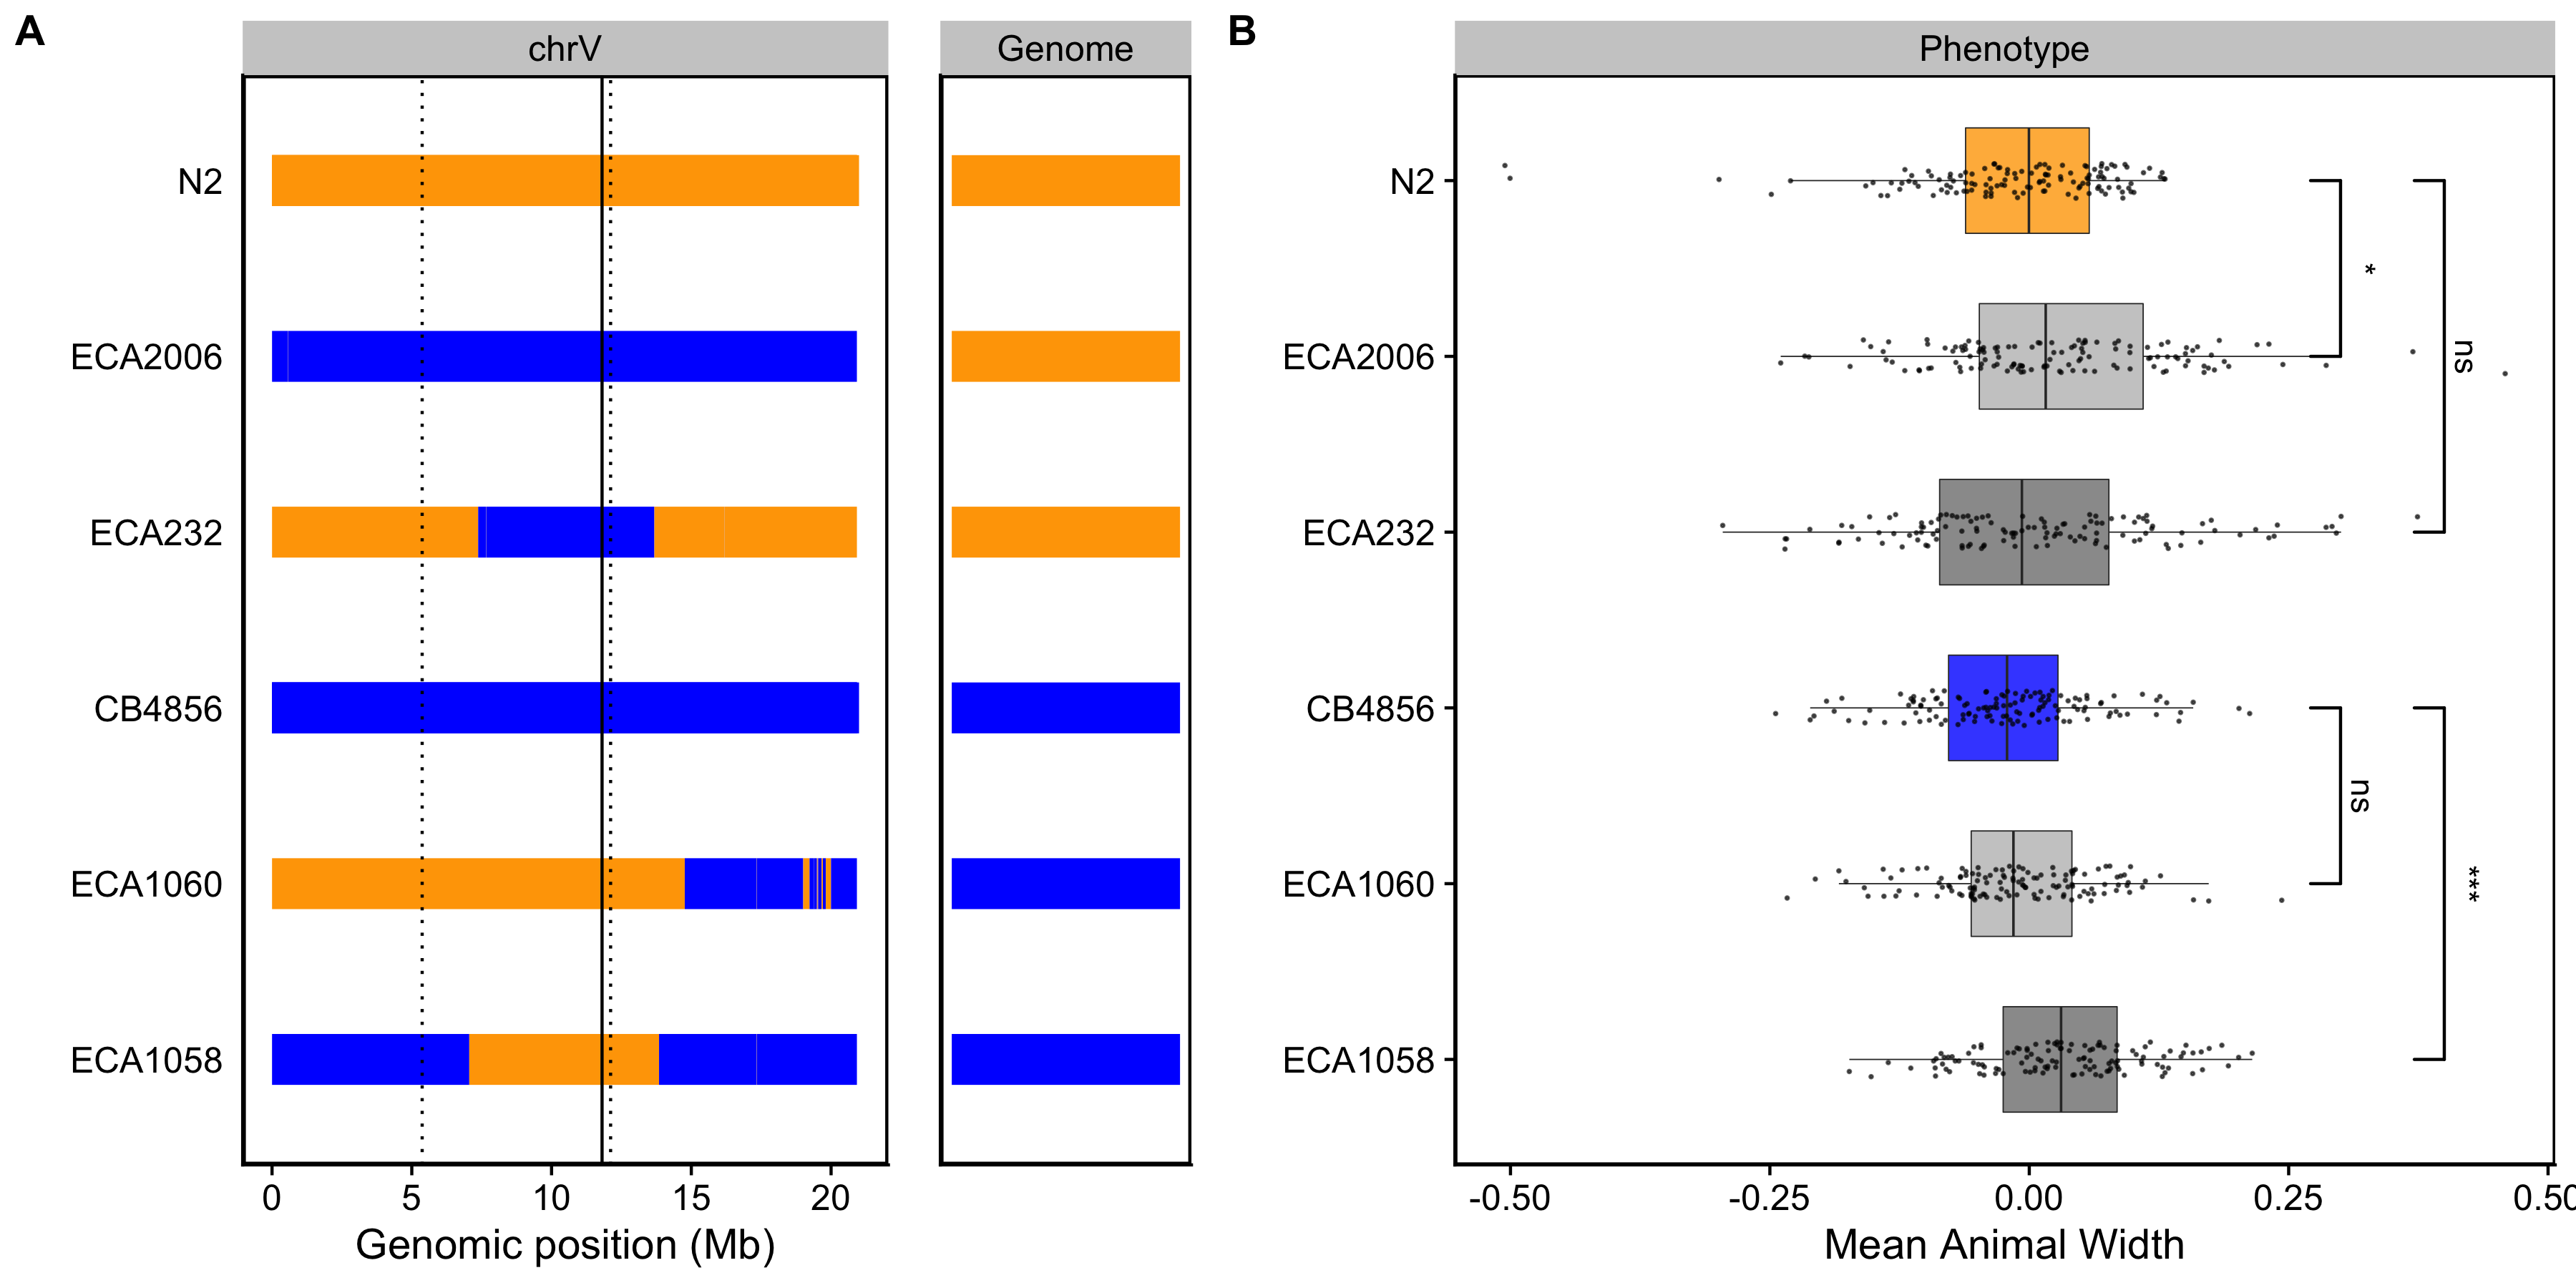 A
chrV
Genome
N2
ECA2006
ECA232
CB4856
ECA1060
ECA1058
0 5 10 15 20
Genomic position (Mb)
B
Phenotype
N2
ECA2006
ECA232
CB4856
ECA1060
ECA1058
*
ns
ns
***
-0.50 -0.25 0.00 0.25 0.50
Mean Animal Width